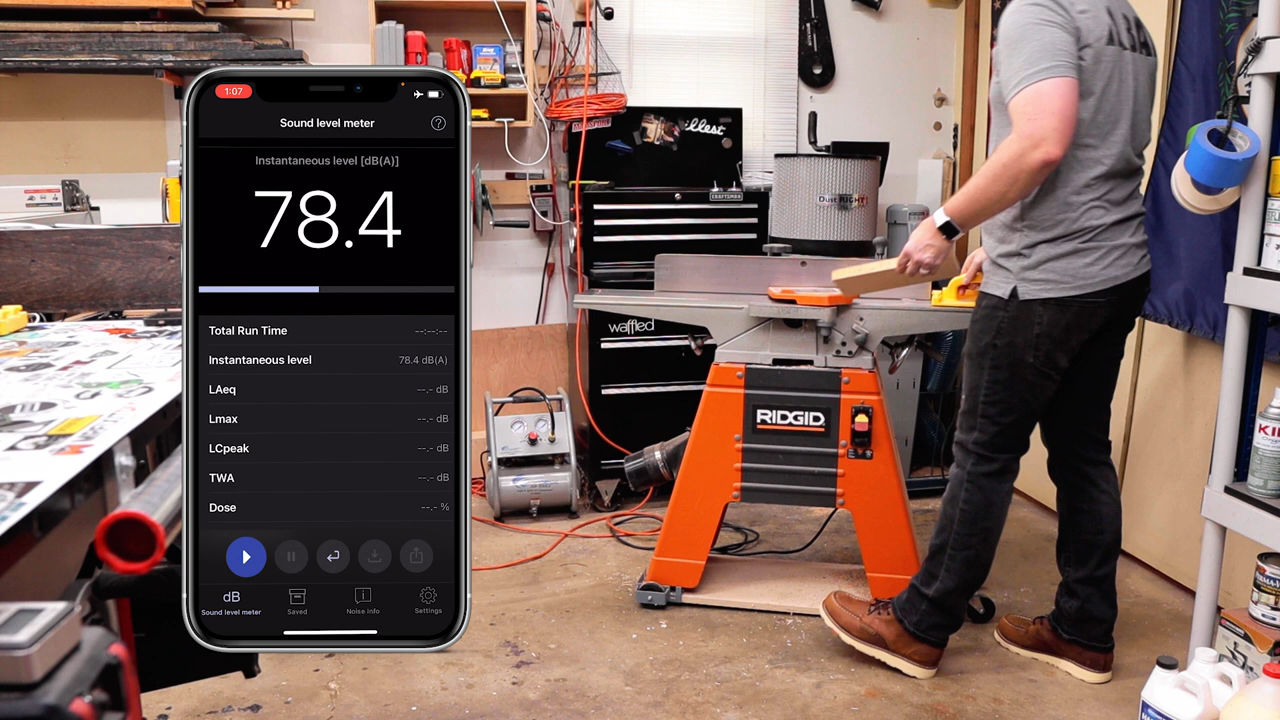 1:07
Sound level meter
?
Instantaneous level [dB(A)]
78.4
Total Run Time --:--:--
Instantaneous level 78.4 dB(A)
LAeq --.- dB
Lmax --.- dB
LCpeak --.- dB
TWA --.- dB
Dose --.- %
dB
Sound level meter
Saved
Noise info
Settings
CRAFTSMAN
Dust RIGHT
waffled
RIDGID